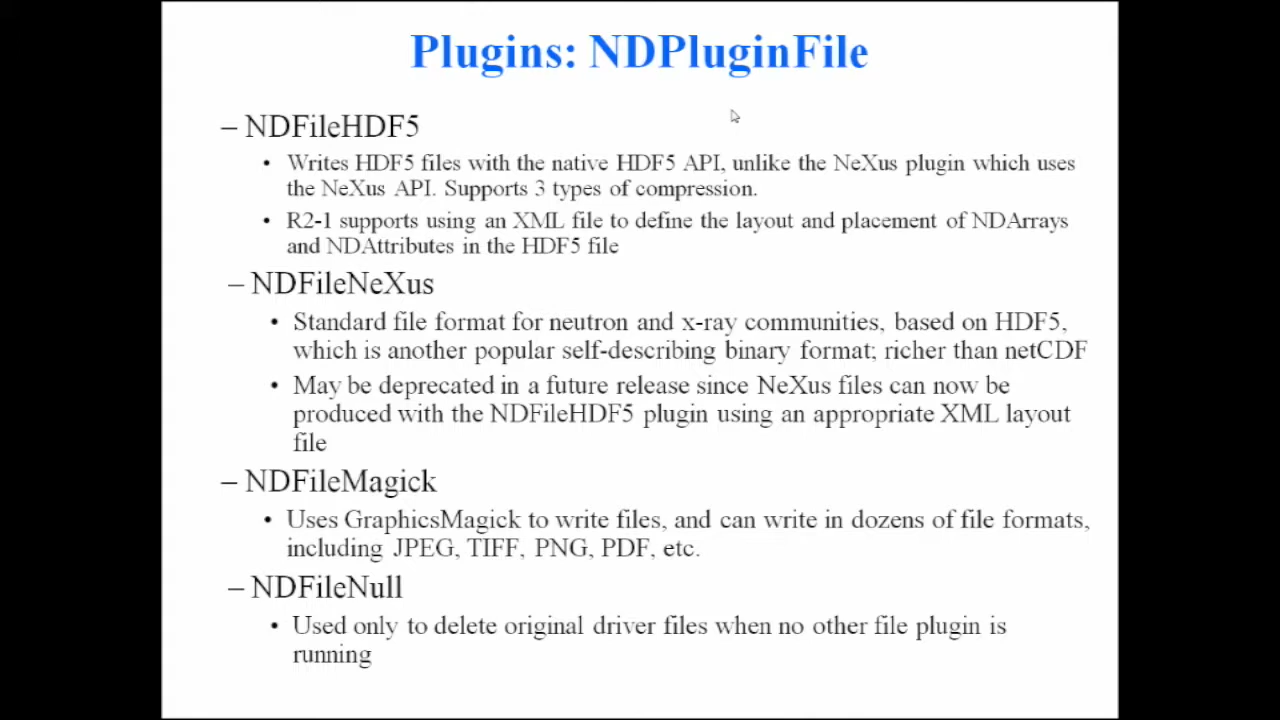 Plugins: NDPluginFile
– NDFileHDF5
• Writes HDF5 files with the native HDF5 API, unlike the NeXus plugin which uses
the NeXus API. Supports 3 types of compression.
• R2-1 supports using an XML file to define the layout and placement of NDArrays
and NDAttributes in the HDF5 file
– NDFileNeXus
• Standard file format for neutron and x-ray communities, based on HDF5,
which is another popular self-describing binary format; richer than netCDF
• May be deprecated in a future release since NeXus files can now be
produced with the NDFileHDF5 plugin using an appropriate XML layout
file
– NDFileMagick
• Uses GraphicsMagick to write files, and can write in dozens of file formats,
including JPEG, TIFF, PNG, PDF, etc.
– NDFileNull
• Used only to delete original driver files when no other file plugin is
running